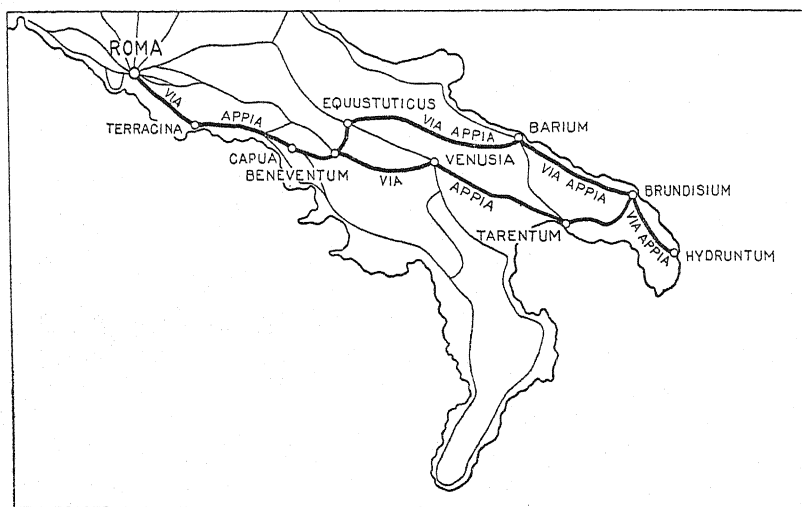 ROMA
VIA
APPIA
TERRACINA
CAPUA
BENEVENTUM
EQUUSTUTICUS
VIA APPIA
BARIUM
VIA
VENUSIA
APPIA
VIA APPIA
BRUNDISIUM
TARENTUM
VIA APPIA
HYDRUNTUM